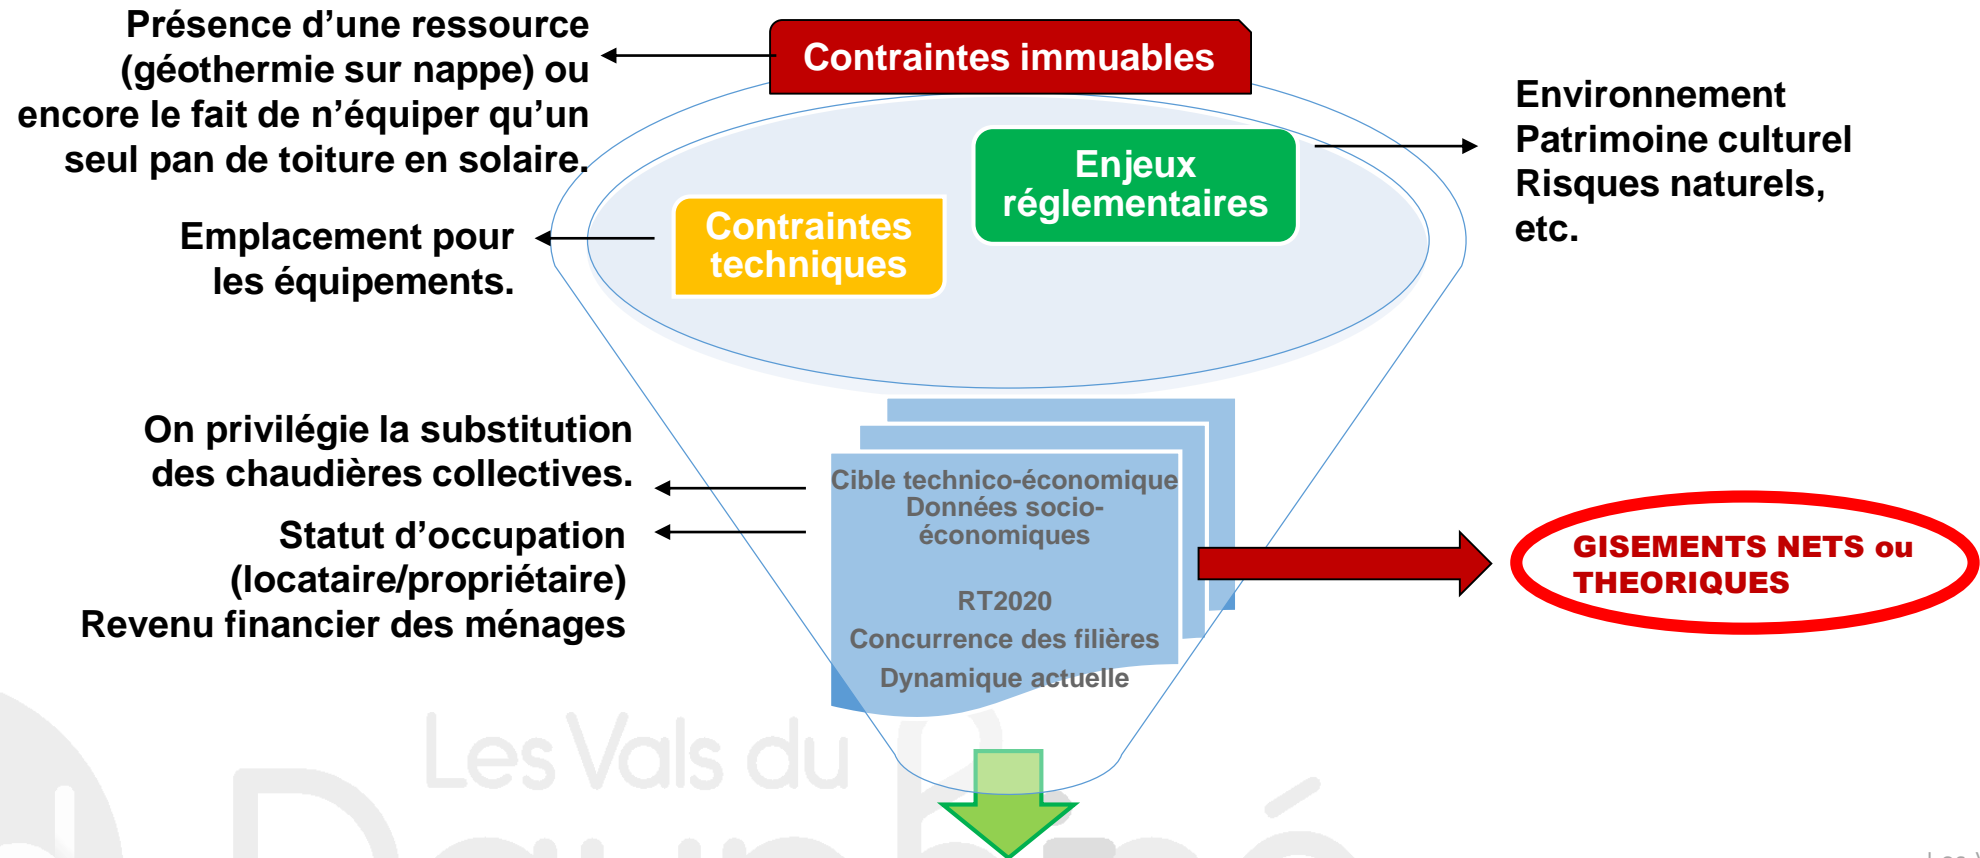 Présence d’une ressource
(géothermie sur nappe) ou
encore le fait de n’équiper qu’un
seul pan de toiture en solaire.
Contraintes immuables
Environnement
Patrimoine culturel
Risques naturels,
etc.
Enjeux
réglementaires
Contraintes
techniques
Emplacement pour
les équipements.
On privilégie la substitution
des chaudières collectives.
Statut d’occupation
(locataire/propriétaire)
Revenu financier des ménages
Cible technico-économique
Données socio-
économiques
RT2020
Concurrence des filières
Dynamique actuelle
GISEMENTS NETS ou
THEORIQUES
Les Vals du
Dauphiné